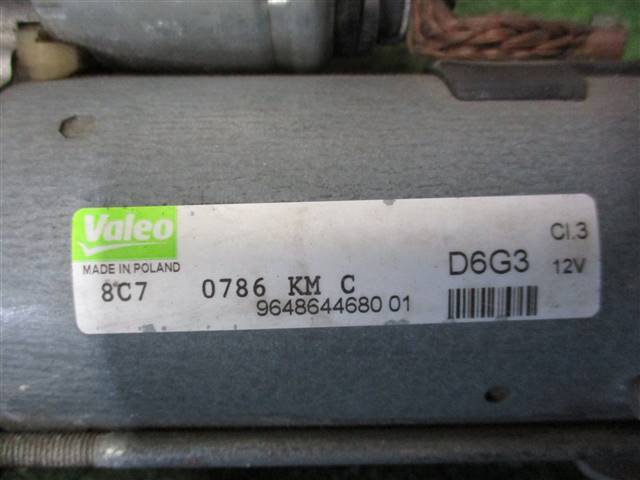 Valeo
MADE IN POLAND
8C7 0786 KM C
9648644680 01
D6G3
Cl.3
12V